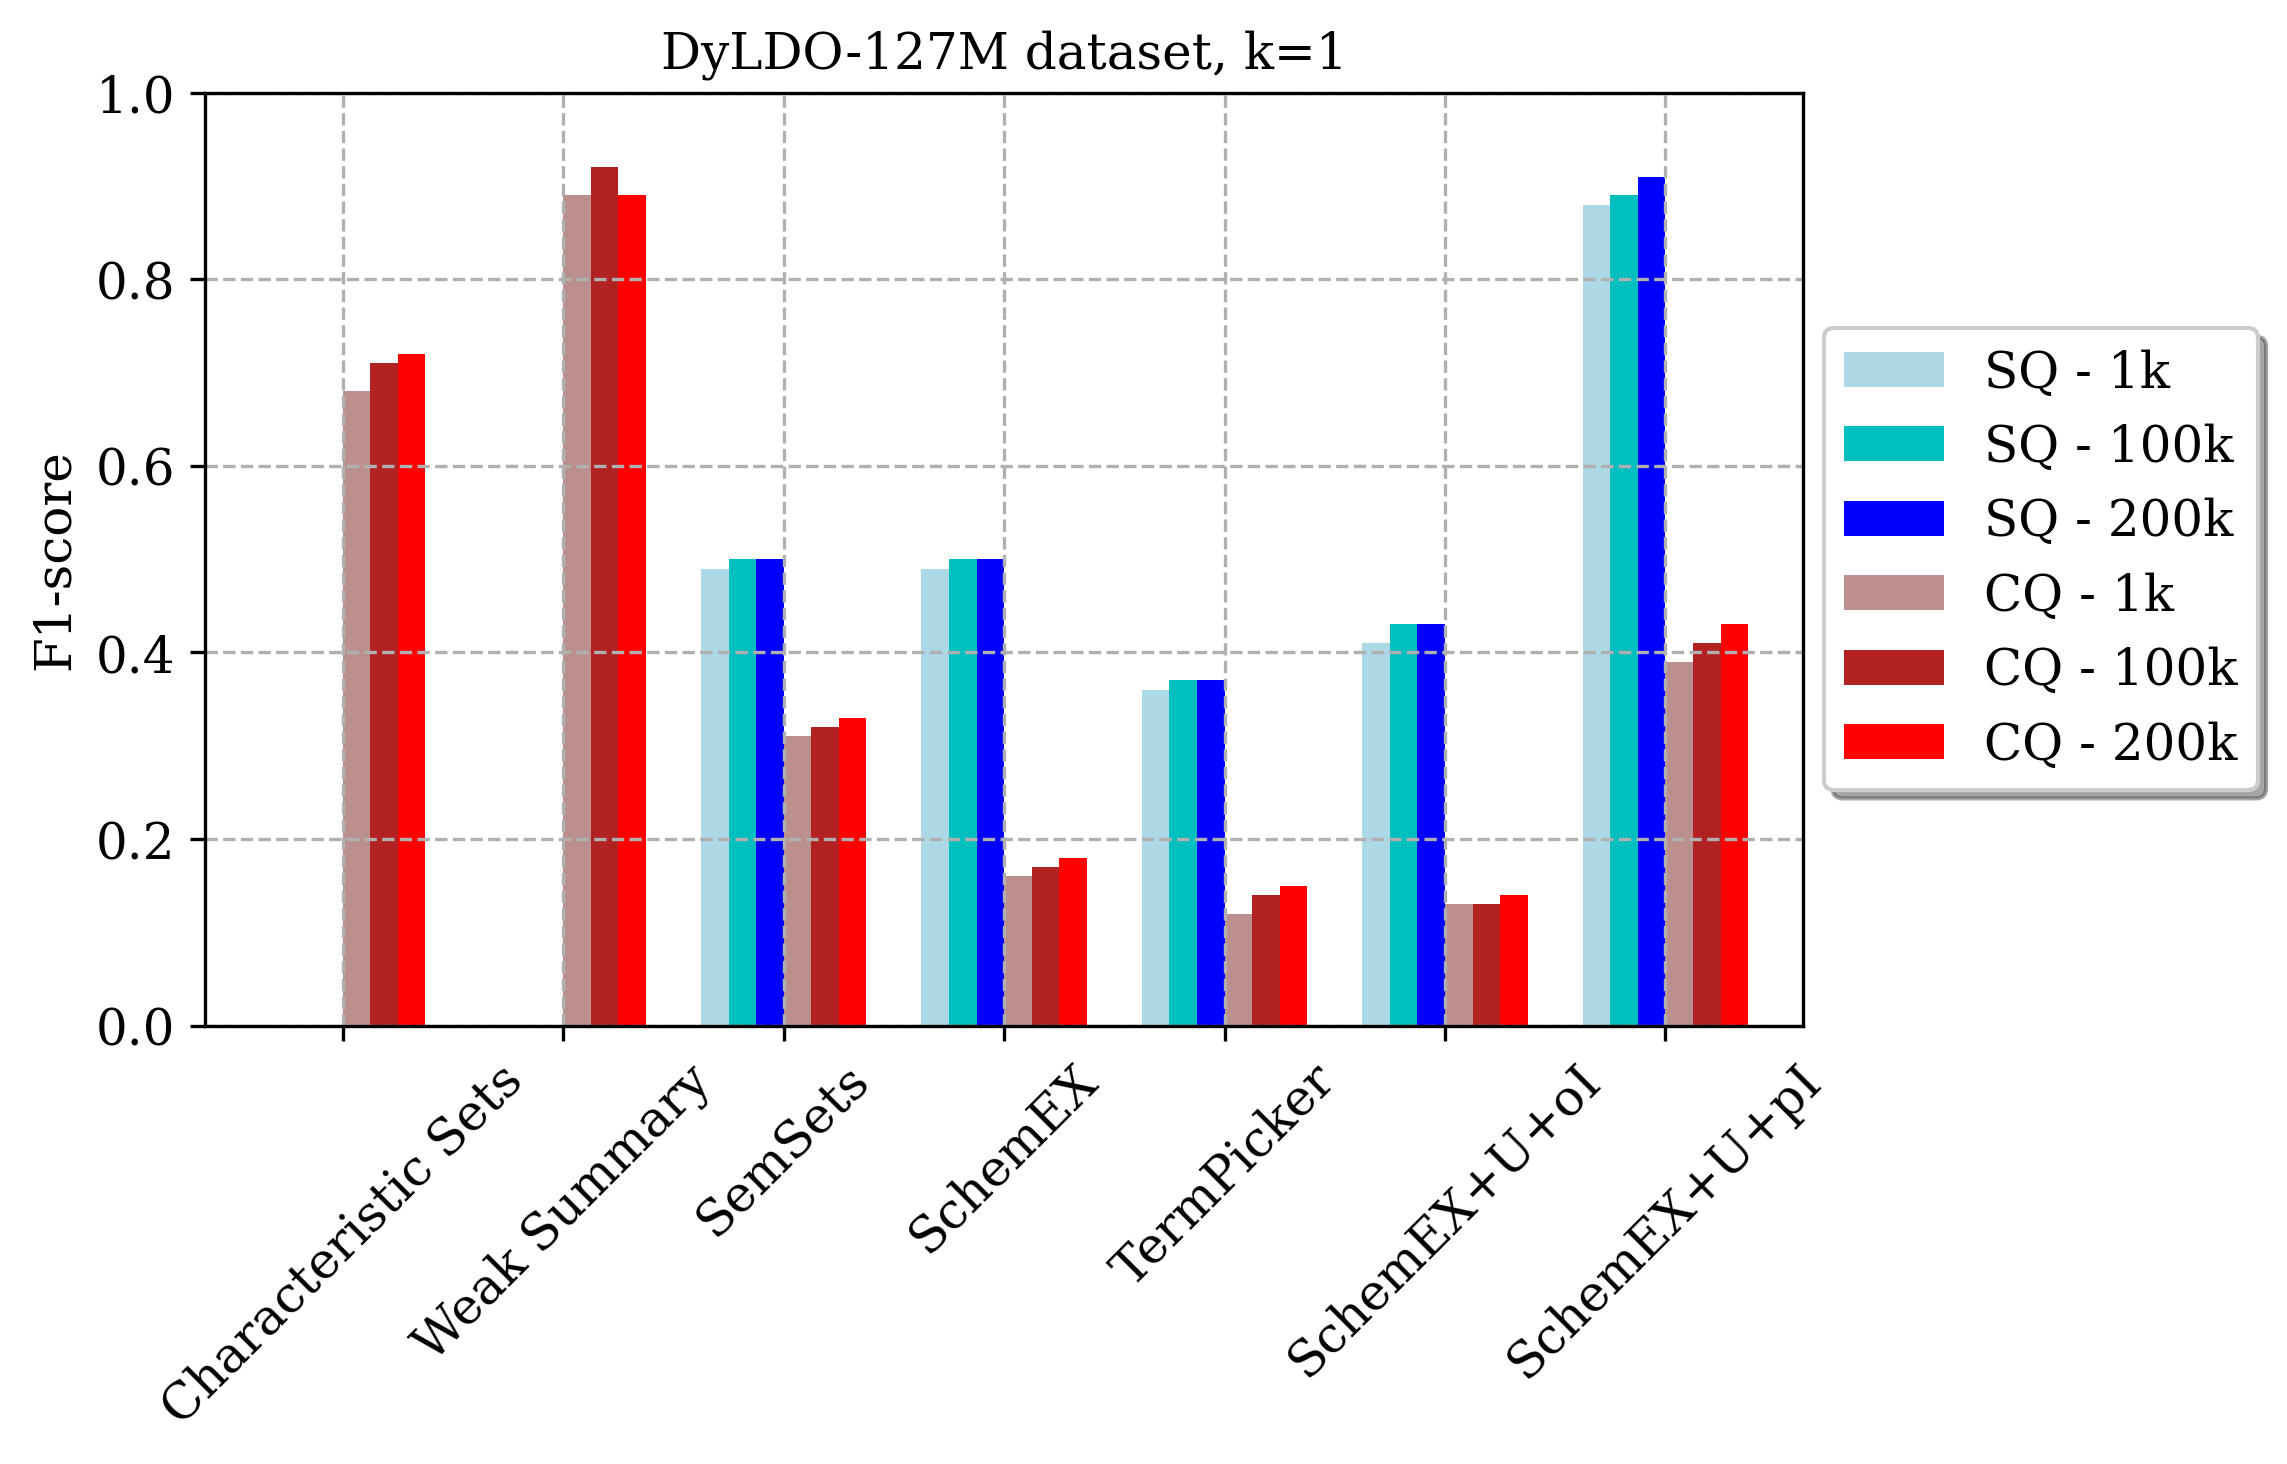 DyLDO-127M dataset, k=1
F1-score
1.0
0.8
0.6
0.4
0.2
0.0
Characteristic Sets
Weak Summary
SemSets
SchemEX
TermPicker
SchemEX+U+oI
SchemEX+U+pI
SQ - 1k
SQ - 100k
SQ - 200k
CQ - 1k
CQ - 100k
CQ - 200k